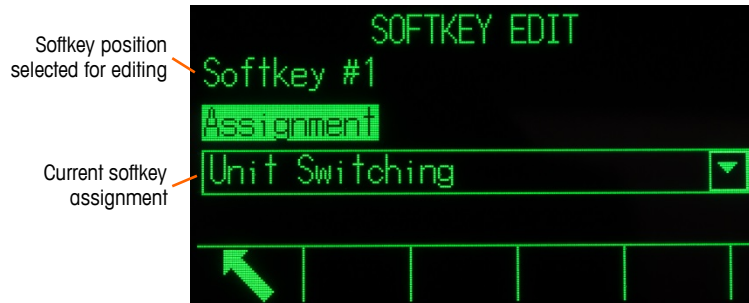 SOFTKEY EDIT
Softkey position
selected for editing
Softkey #1
Assignment
Current softkey
assignment
Unit Switching